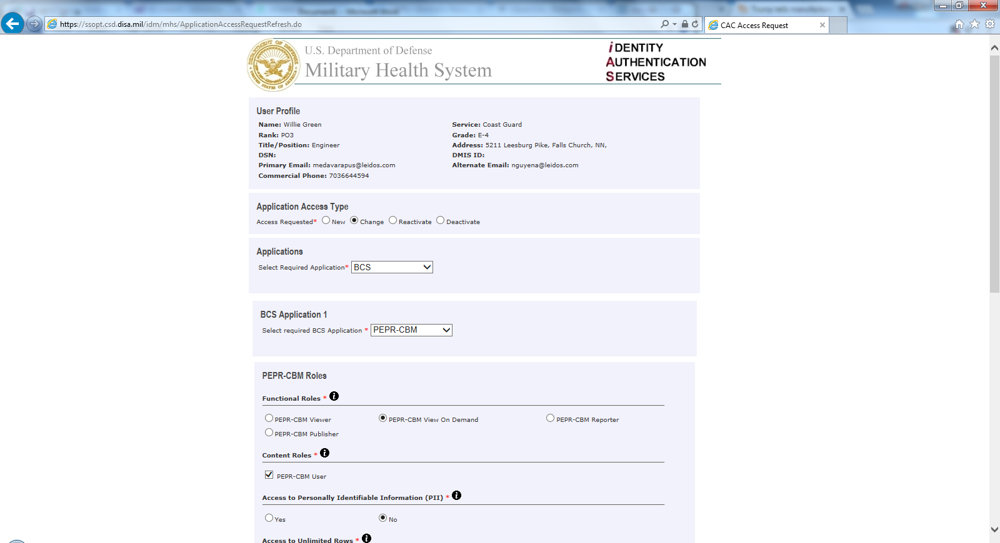 https://ssopt.csd.disa.mil/idm/mhs/ApplicationAccessRequestRefresh.do
CAC Access Request
U.S. Department of Defense
Military Health System
iDENTITY
AUTHENTICATION
SERVICES
User Profile
Name: Willie Green
Service: Coast Guard
Rank: PO3
Grade: E-4
Title/Position: Engineer
Address: 5211 Leesburg Pike, Falls Church, NN,
DSN:
DMIS ID:
Primary Email: medavarapus@leidos.com
Alternate Email: nguyena@leidos.com
Commercial Phone: 7036644594
Application Access Type
Access Requested* New Change Reactivate Deactivate
Applications
Select Required Application* BCS
BCS Application 1
Select required BCS Application * PEPR-CBM
PEPR-CBM Roles
Functional Roles *
PEPR-CBM Viewer PEPR-CBM View On Demand PEPR-CBM Reporter
PEPR-CBM Publisher
Content Roles *
PEPR-CBM User
Access to Personally Identifiable Information (PII) *
Yes No
Access to Unlimited Rows *